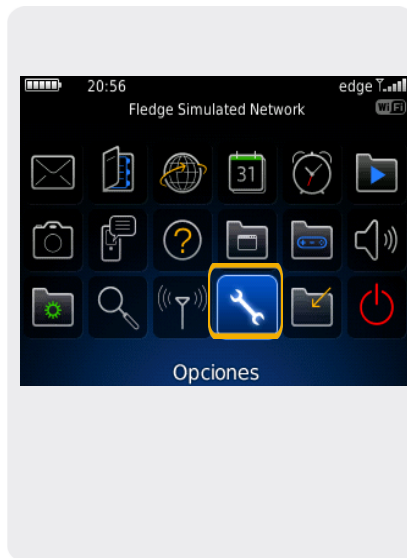 20:56
edge
Fledge Simulated Network
WiFi
31
?
Opciones